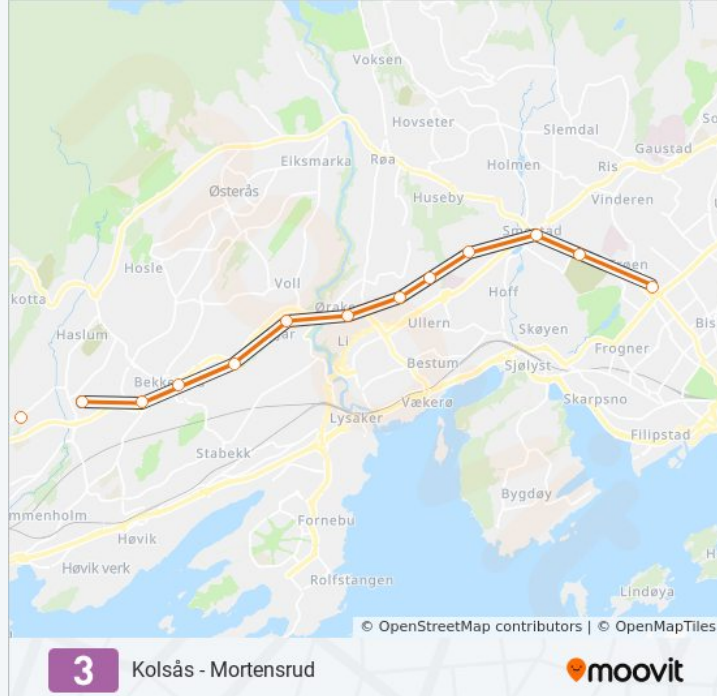 Voksen
Hovseter
Slemdal
Gaustad
Eiksmarka
Røa
Holmen
Ris
Østerås
Huseby
Vinderen
Hosle
Voll
Hoff
Haslum
Li
Ullern
Skøyen
Bis
Frogner
Bestum
Sjølyst
Vækerø
Skarpsno
Lysaker
Filipstad
Stabekk
Bygdøy
mmenholm
Fornebu
Høvik
Høvik verk
Rolfstangen
Lindøya
© OpenStreetMap contributors | © OpenMapTiles
3 Kolsås - Mortensrud
moovit